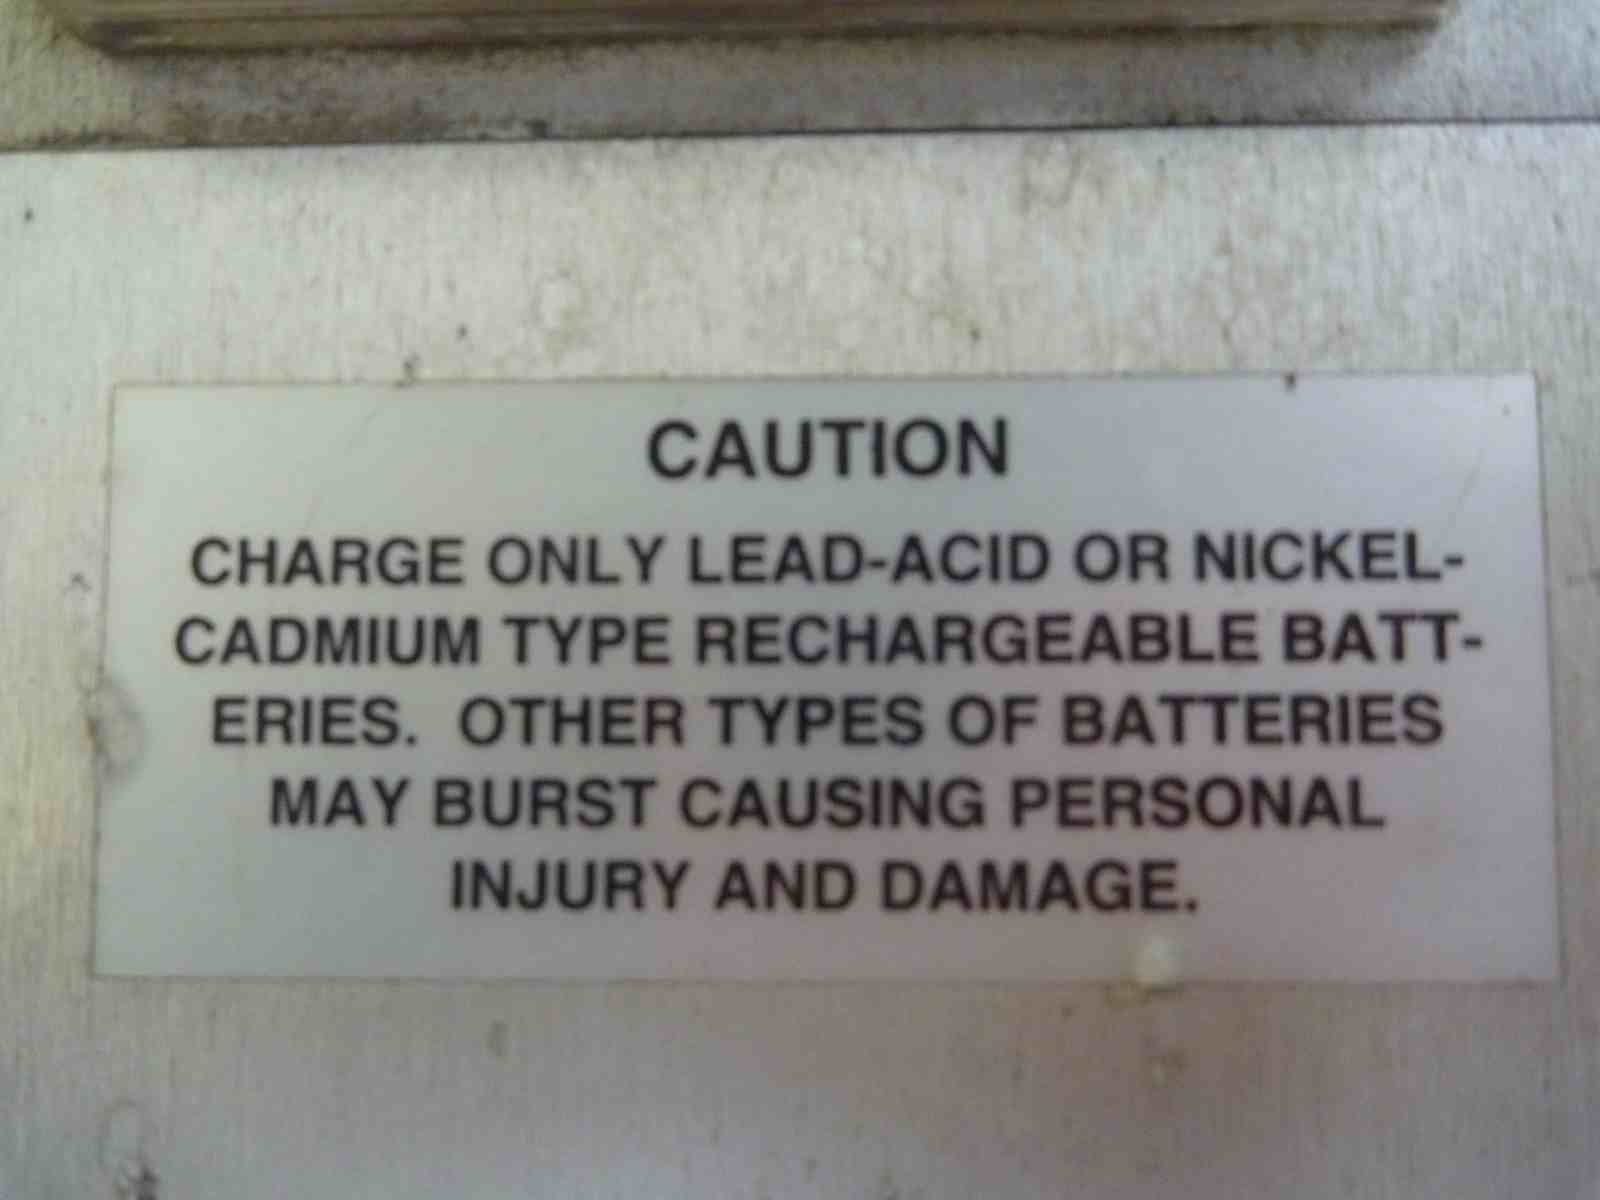 CAUTION
CHARGE ONLY LEAD-ACID OR NICKEL-
CADMIUM TYPE RECHARGEABLE BATT-
ERIES. OTHER TYPES OF BATTERIES
MAY BURST CAUSING PERSONAL
INJURY AND DAMAGE.